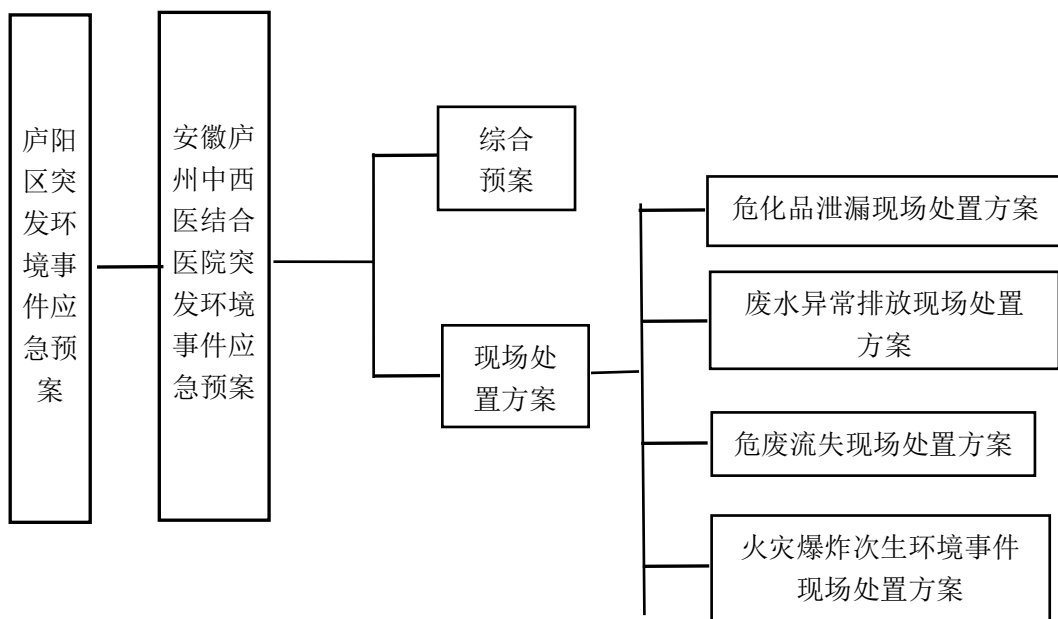 庐阳
区突
发环
境事
件应
急预
案
安徽庐
州中西
医结合
医院突
发环境
事件应
急预案
综合
预案
现场处
置方案
危化品泄漏现场处置方案
废水异常排放现场处置
方案
危废流失现场处置方案
火灾爆炸次生环境事件
现场处置方案